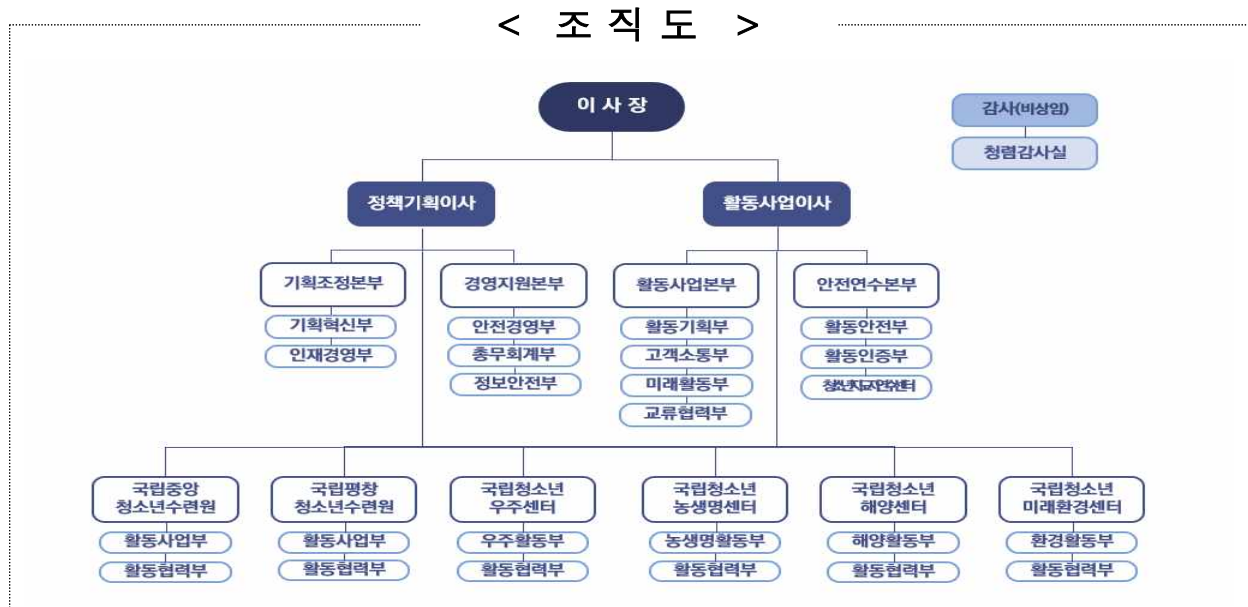 < 조 직 도 >
이 사 장
감사(비상임)
청렴감사실
정책기획이사
활동사업이사
기획조정본부
경영지원본부
활동사업본부
안전연수본부
기획혁신부
안전경영부
활동기획부
활동안전부
인재경영부
총무회계부
고객소통부
활동인증부
정보안전부
미래활동부
교류협력부
국립중앙
청소년수련원
국립평창
청소년수련원
국립청소년
우주센터
국립청소년
농생명센터
국립청소년
해양센터
국립청소년
미래환경센터
활동사업부
활동사업부
우주활동부
농생명활동부
해양활동부
환경활동부
활동협력부
활동협력부
활동협력부
활동협력부
활동협력부
활동협력부